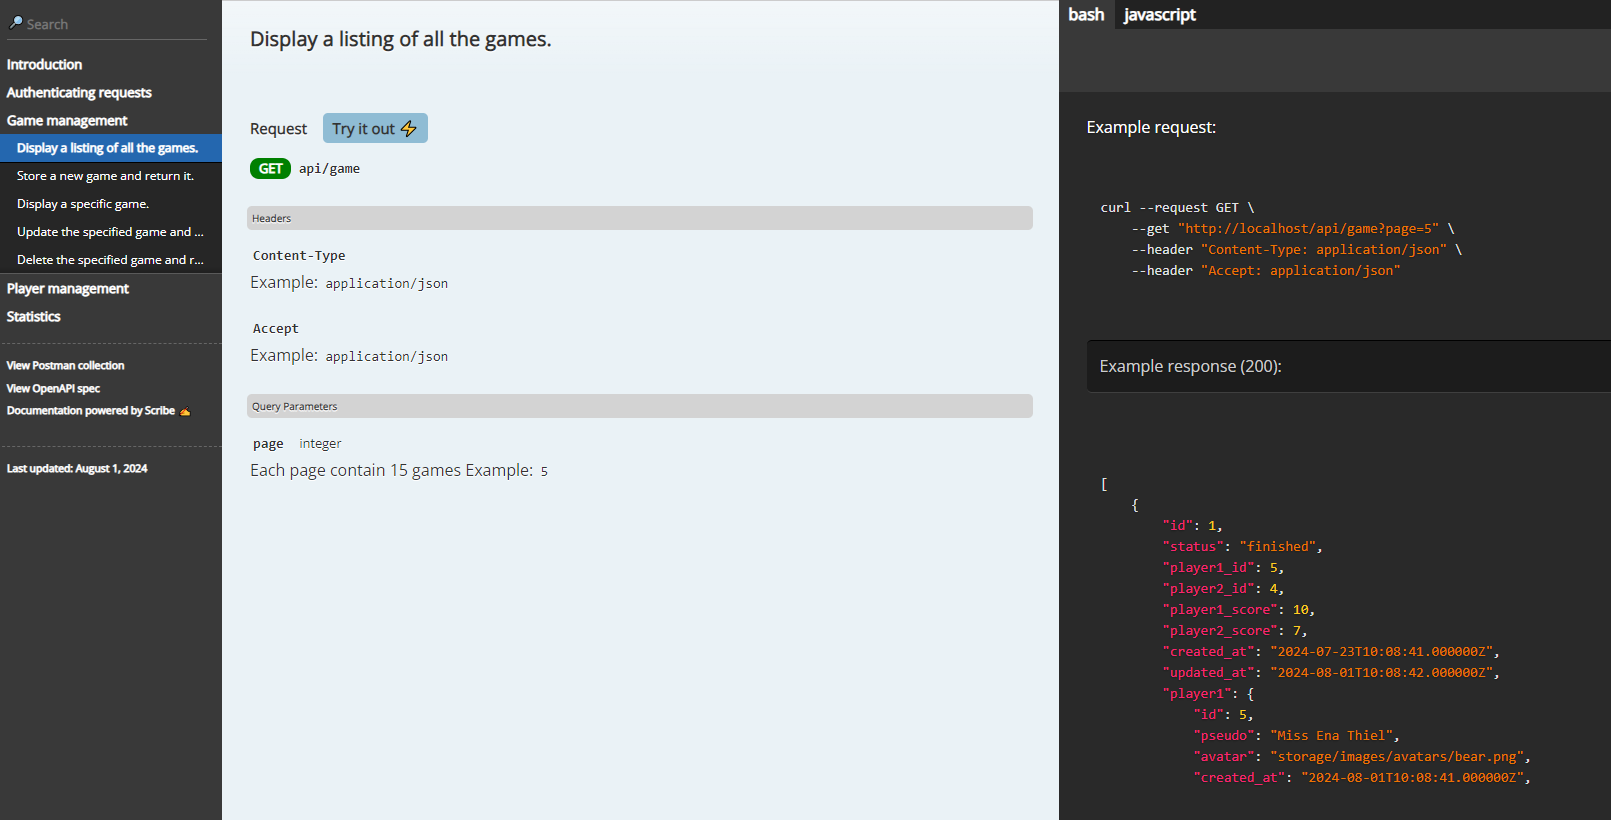 Search
Introduction
Authenticating requests
Game management
Display a listing of all the games.
Store a new game and return it.
Display a specific game.
Update the specified game and ...
Delete the specified game and r...
Player management
Statistics
View Postman collection
View OpenAPI spec
Documentation powered by Scribe ✍
Last updated: August 1, 2024
Display a listing of all the games.
Request Try it out ⚡
GET api/game
Headers
Content-Type
Example: application/json
Accept
Example: application/json
Query Parameters
page integer
Each page contain 15 games Example: 5
bash javascript
Example request:
curl --request GET \
--get "http://localhost/api/game?page=5" \
--header "Content-Type: application/json" \
--header "Accept: application/json"
Example response (200):
[
{
"id": 1,
"status": "finished",
"player1_id": 5,
"player2_id": 4,
"player1_score": 10,
"player2_score": 7,
"created_at": "2024-07-23T10:08:41.000000Z",
"updated_at": "2024-08-01T10:08:42.000000Z",
"player1": {
"id": 5,
"pseudo": "Miss Ena Thiel",
"avatar": "storage/images/avatars/bear.png",
"created_at": "2024-08-01T10:08:41.000000Z",